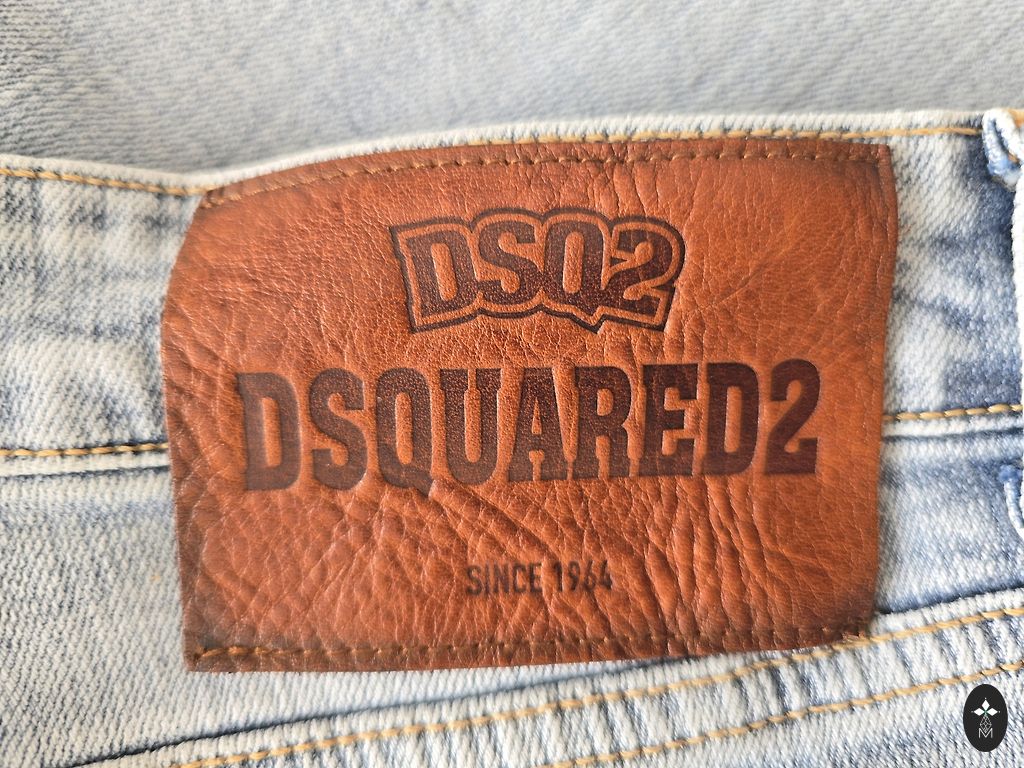 DSQ2
DSQUARED2
SINCE 1964
M